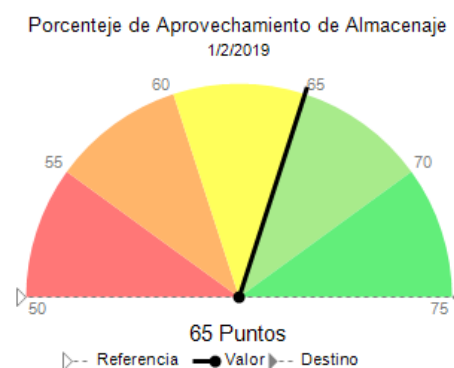 Porcenteje de Aprovechamiento de Almacenaje
1/2/2019
60
65
55
70
50
75
65 Puntos
Referencia Valor Destino